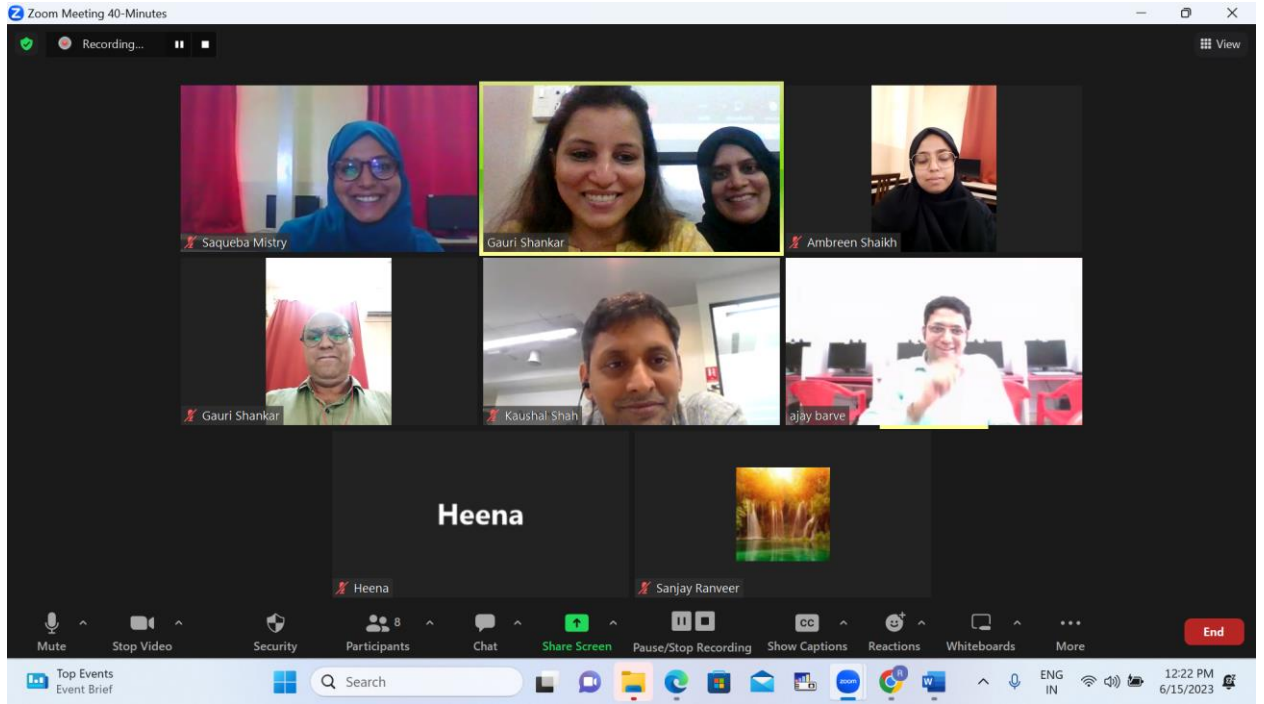 Zoom Meeting 40-Minutes
Recording...
View
Saqueba Mistry
Gauri Shankar
Ambreen Shaikh
Gauri Shankar
Kaushal Shah
ajay barve
Heena
Heena
Sanjay Ranveer
8
Mute
Stop Video
Security
Participants
Chat
Share Screen
Pause/Stop Recording
CC
Show Captions
Reactions
Whiteboards
More
End
Top Events
Event Brief
Search
zoom
R
W
ENG
IN
12:22 PM
6/15/2023